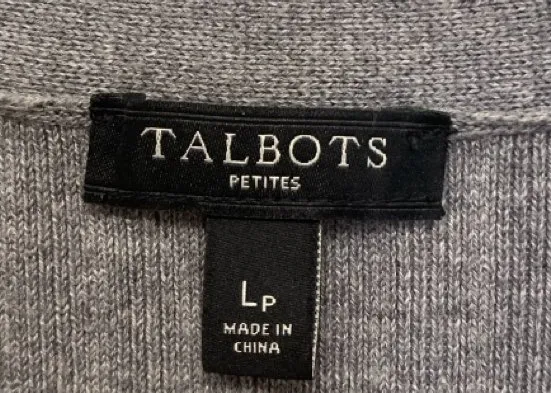 TALBOTS
PETITES
LP
MADE IN
CHINA